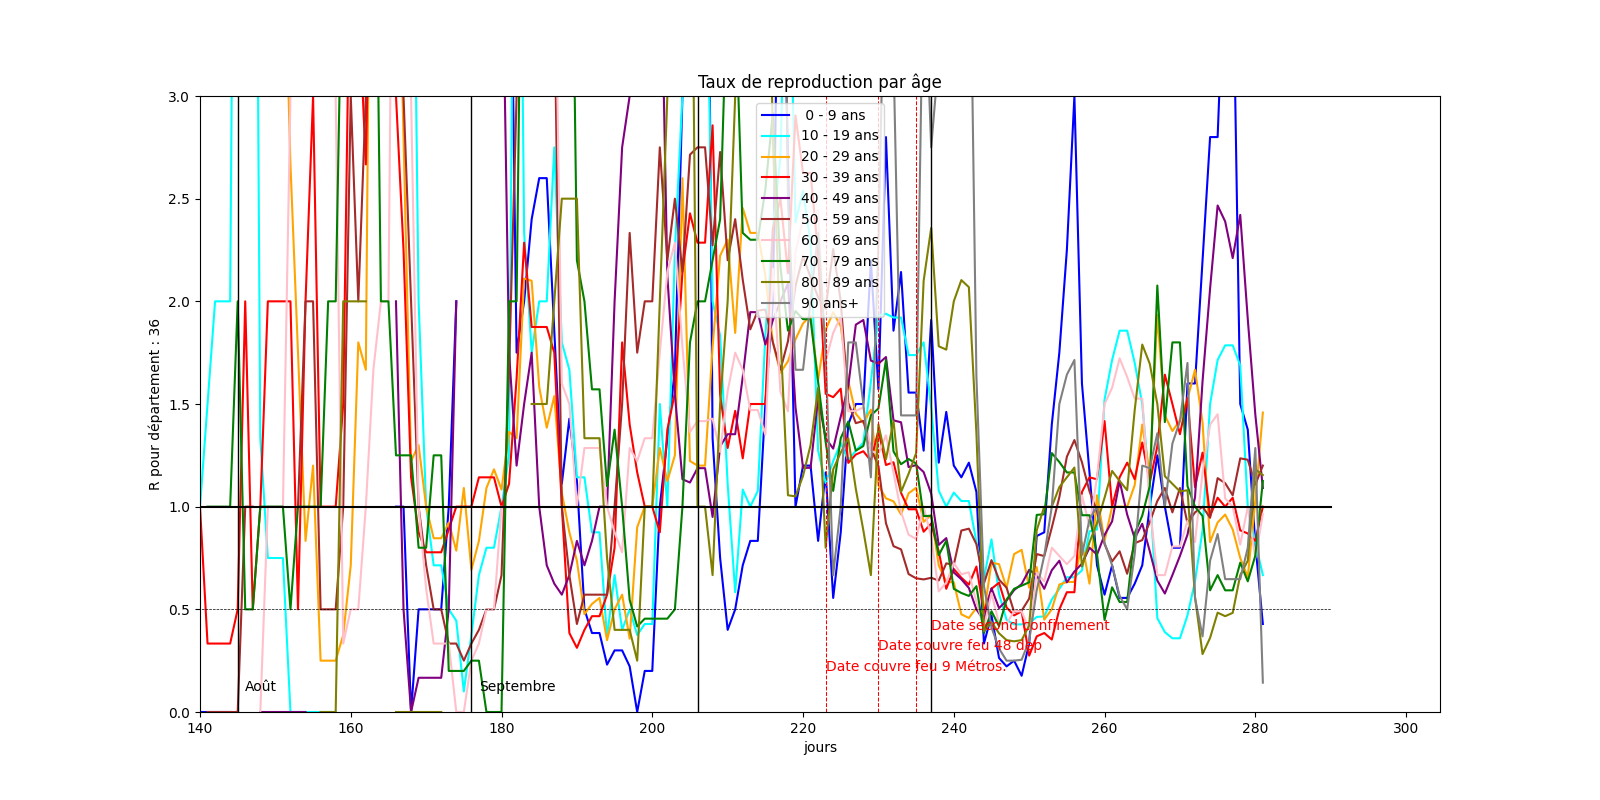 Taux de reproduction par âge
3.0
2.5
2.0
1.5
1.0
0.5
0.0
R pour département : 36
0 - 9 ans
10 - 19 ans
20 - 29 ans
30 - 39 ans
40 - 49 ans
50 - 59 ans
60 - 69 ans
70 - 79 ans
80 - 89 ans
90 ans+
Date second confinement
Date couvre feu 48 dep
Date couvre feu 9 Métros.
Août
Septembre
140 160 180 200 220 240 260 280 300
jours